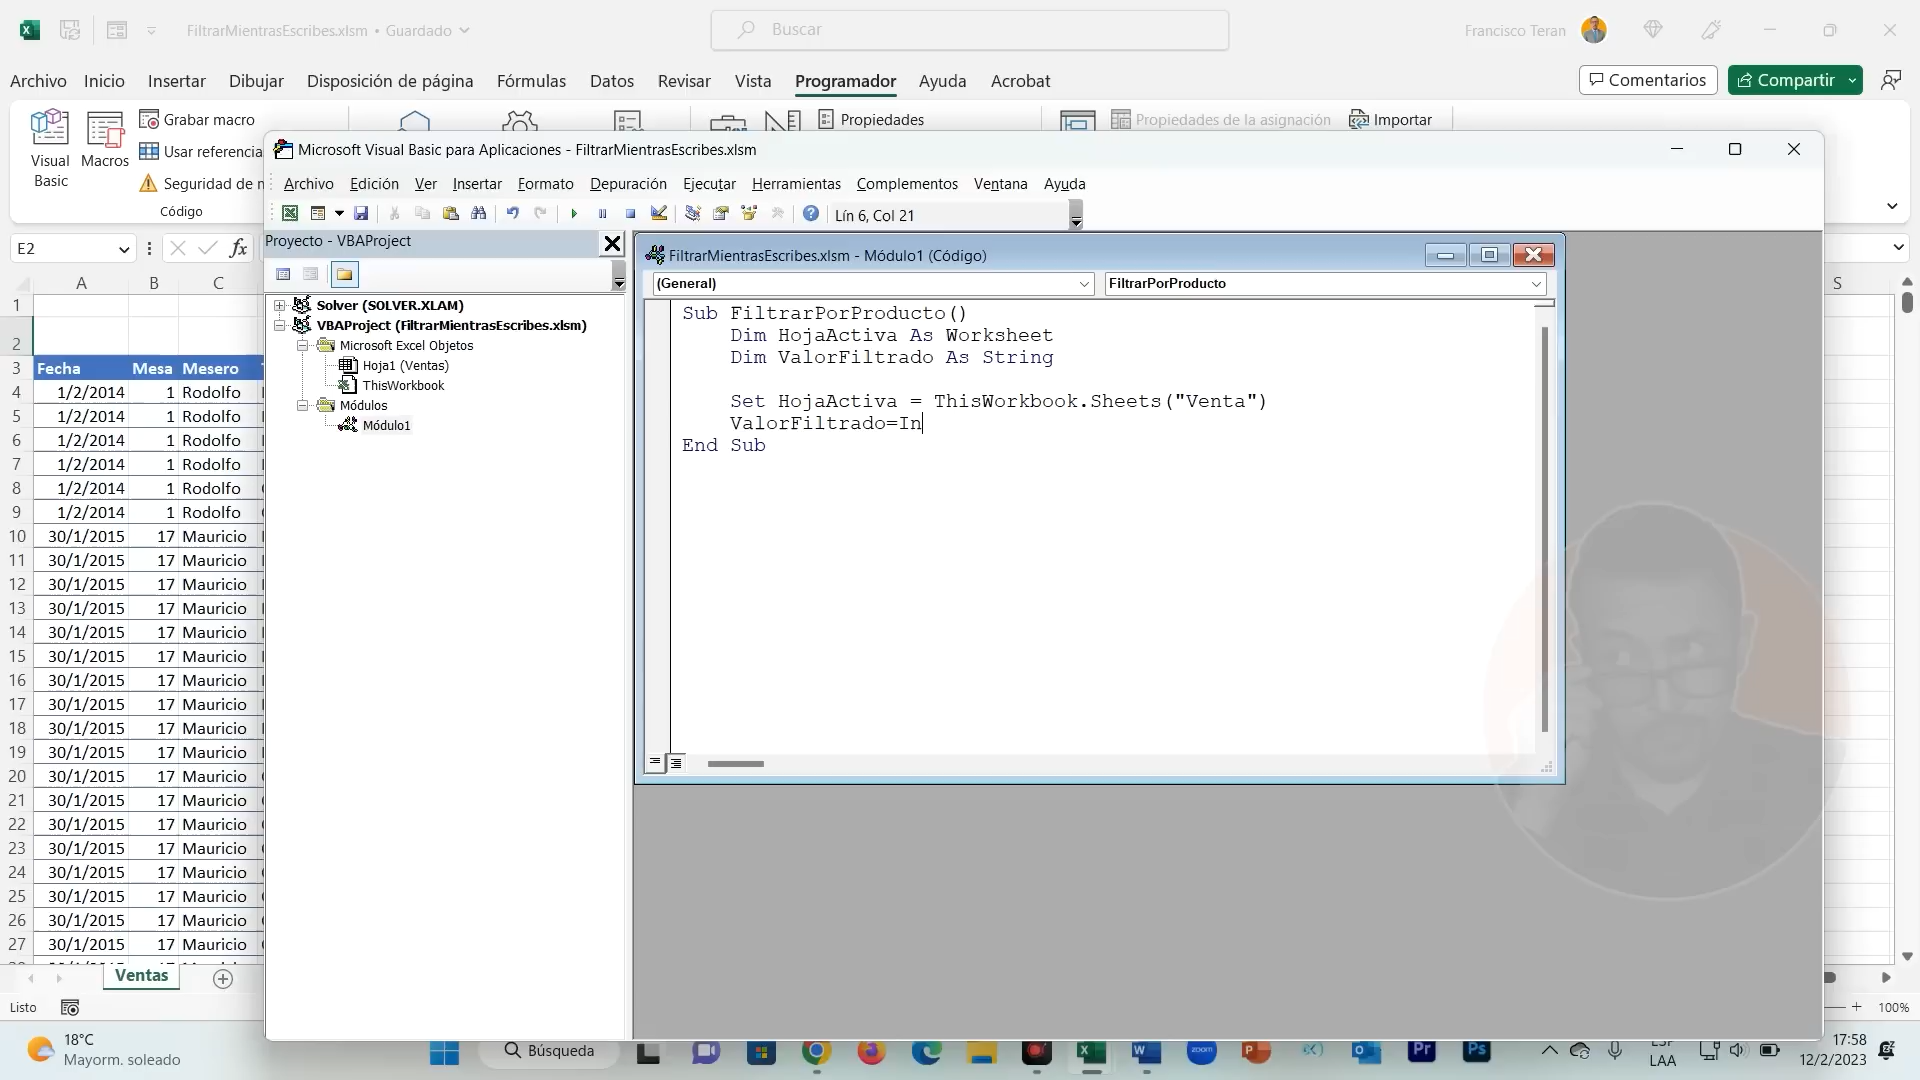 FiltrarMientrasEscribes.xlsm • Guardado
Buscar
Francisco Teran
Archivo Inicio Insertar Dibujar Disposición de página Fórmulas Datos Revisar Vista Programador Ayuda Acrobat
Comentarios Compartir
Visual Basic
Macros
Grabar macro
Usar referencia
Seguridad de
Código
Propiedades
Propiedades de la asignación
Importar
Microsoft Visual Basic para Aplicaciones - FiltrarMientrasEscribes.xlsm
Archivo Edición Ver Insertar Formato Depuración Ejecutar Herramientas Complementos Ventana Ayuda
Lín 6, Col 21
E2 fx
Proyecto - VBAProject
Solver (SOLVER.XLAM)
VBAProject (FiltrarMientrasEscribes.xlsm)
Microsoft Excel Objetos
Hoja1 (Ventas)
ThisWorkbook
Módulos
Módulo1
FiltrarMientrasEscribes.xlsm - Módulo1 (Código)
(General) FiltrarPorProducto
Sub FiltrarPorProducto()
Dim HojaActiva As Worksheet
Dim ValorFiltrado As String
Set HojaActiva = ThisWorkbook.Sheets("Venta")
ValorFiltrado=In
End Sub
A B C S
1
2
3 Fecha Mesa Mesero
4 1/2/2014 1 Rodolfo
5 1/2/2014 1 Rodolfo
6 1/2/2014 1 Rodolfo
7 1/2/2014 1 Rodolfo
8 1/2/2014 1 Rodolfo
9 1/2/2014 1 Rodolfo
10 30/1/2015 17 Mauricio
11 30/1/2015 17 Mauricio
12 30/1/2015 17 Mauricio
13 30/1/2015 17 Mauricio
14 30/1/2015 17 Mauricio
15 30/1/2015 17 Mauricio
16 30/1/2015 17 Mauricio
17 30/1/2015 17 Mauricio
18 30/1/2015 17 Mauricio
19 30/1/2015 17 Mauricio
20 30/1/2015 17 Mauricio
21 30/1/2015 17 Mauricio
22 30/1/2015 17 Mauricio
23 30/1/2015 17 Mauricio
24 30/1/2015 17 Mauricio
25 30/1/2015 17 Mauricio
26 30/1/2015 17 Mauricio
27 30/1/2015 17 Mauricio
Ventas
Listo
100%
18°C
Mayorm. soleado
Búsqueda
zoom
Pr
Ps
ESP
LAA
17:58
12/2/2023